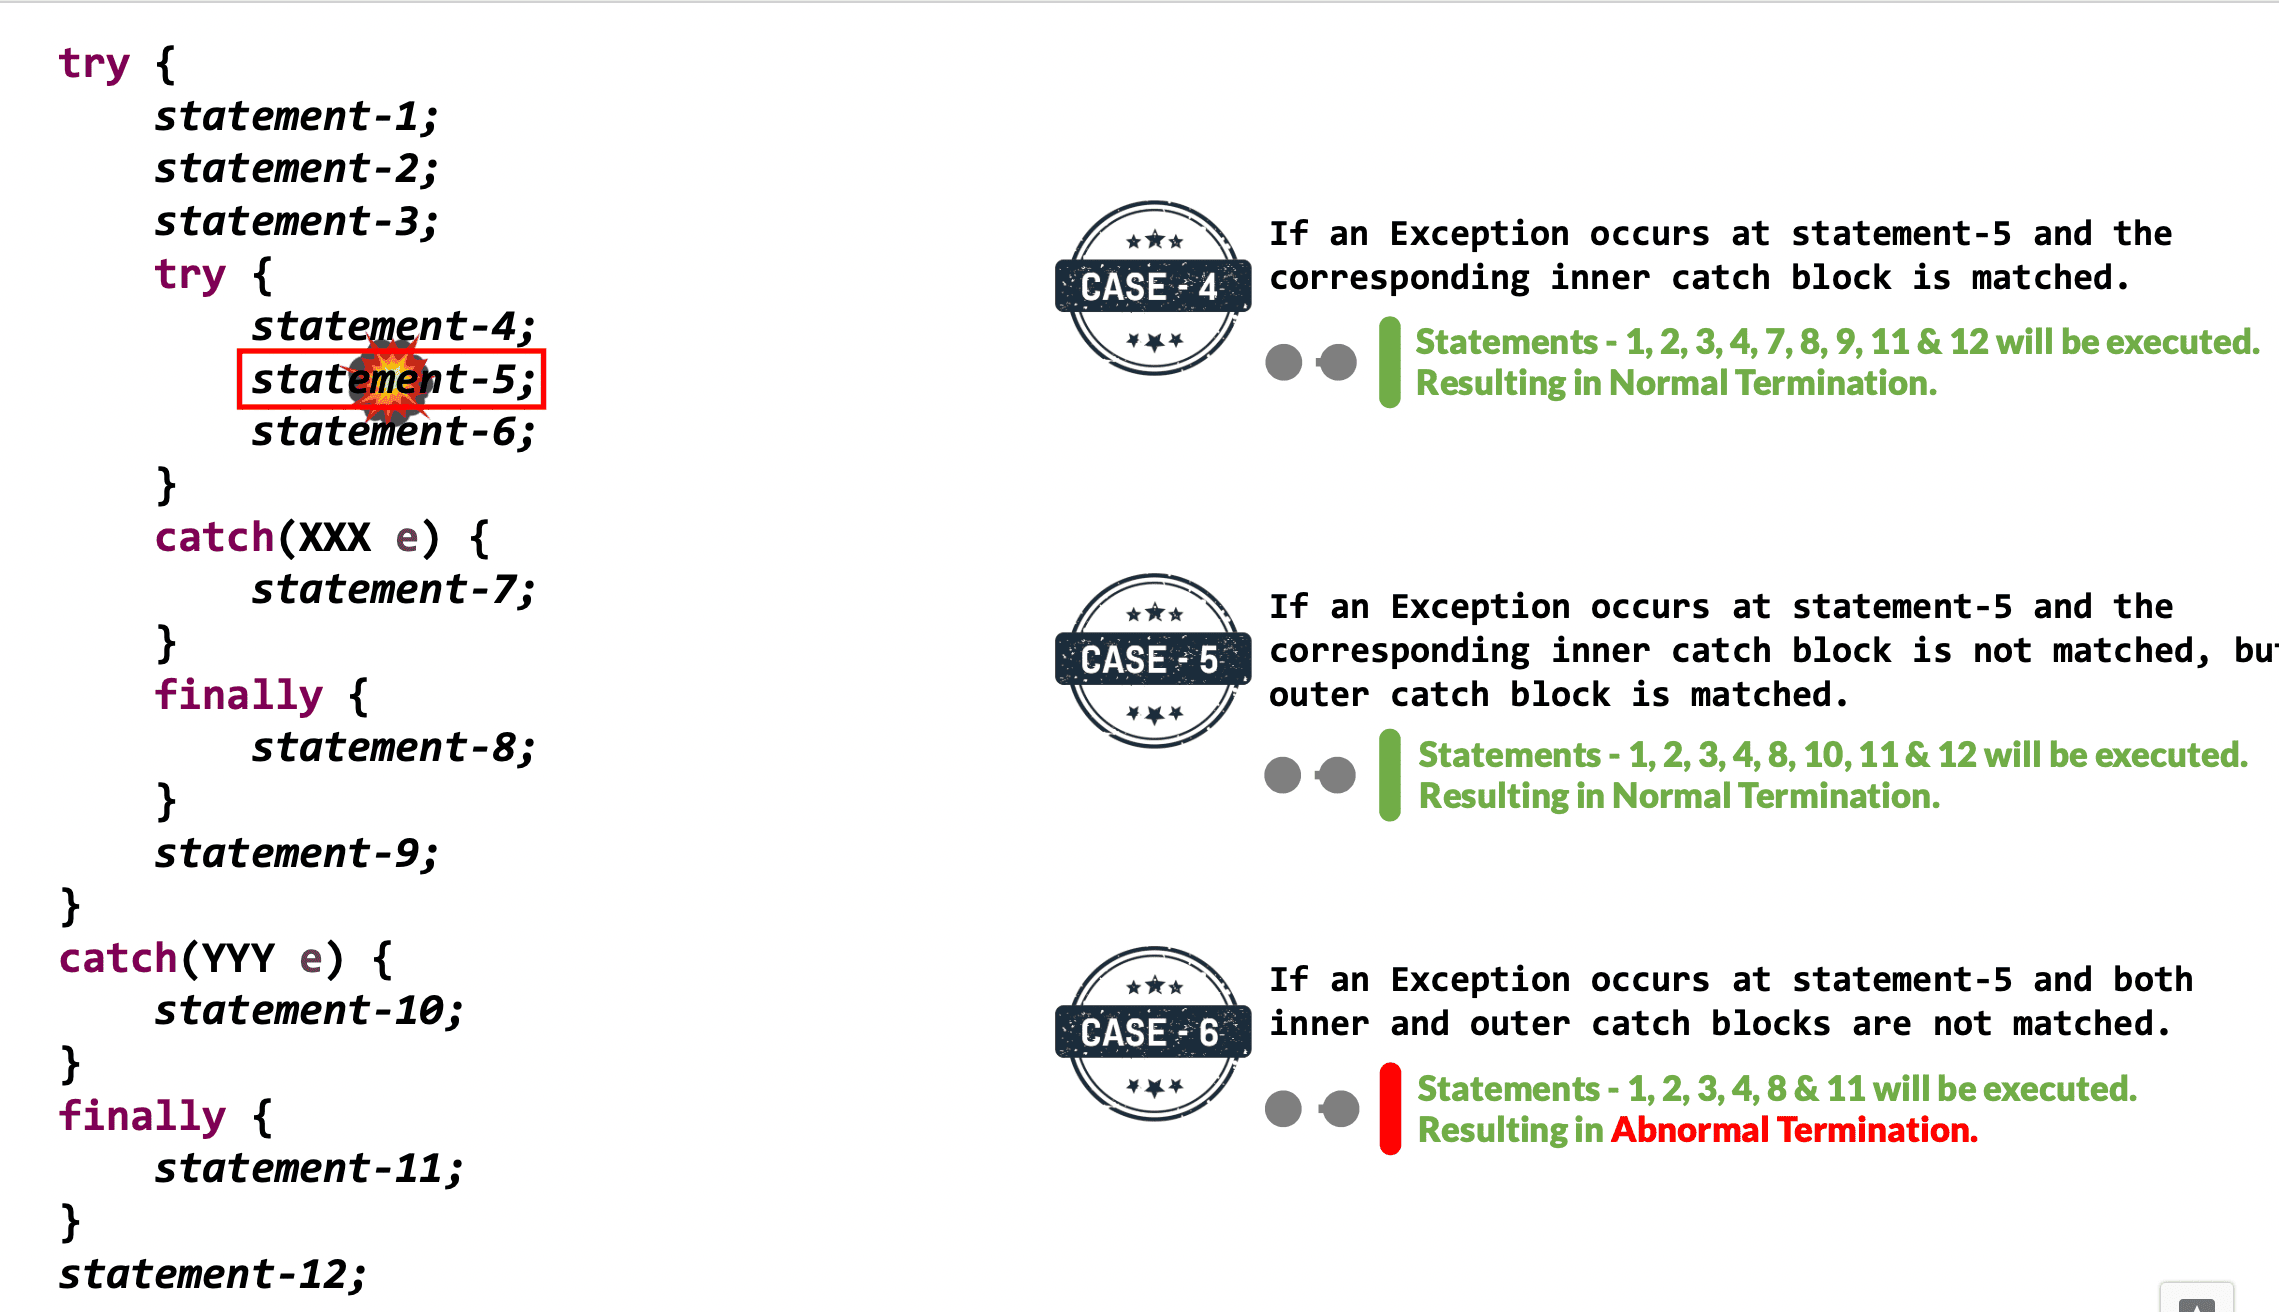 try {
statement-1;
statement-2;
statement-3;
try {
statement-4;
statement-5;
statement-6;
}
catch(XXX e) {
statement-7;
}
finally {
statement-8;
}
statement-9;
}
catch(YYY e) {
statement-10;
}
finally {
statement-11;
}
statement-12;
CASE - 4
If an Exception occurs at statement-5 and the
corresponding inner catch block is matched.
Statements - 1, 2, 3, 4, 7, 8, 9, 11 & 12 will be executed.
Resulting in Normal Termination.
CASE - 5
If an Exception occurs at statement-5 and the
corresponding inner catch block is not matched, but
outer catch block is matched.
Statements - 1, 2, 3, 4, 8, 10, 11 & 12 will be executed.
Resulting in Normal Termination.
CASE - 6
If an Exception occurs at statement-5 and both
inner and outer catch blocks are not matched.
Statements - 1, 2, 3, 4, 8 & 11 will be executed.
Resulting in Abnormal Termination.